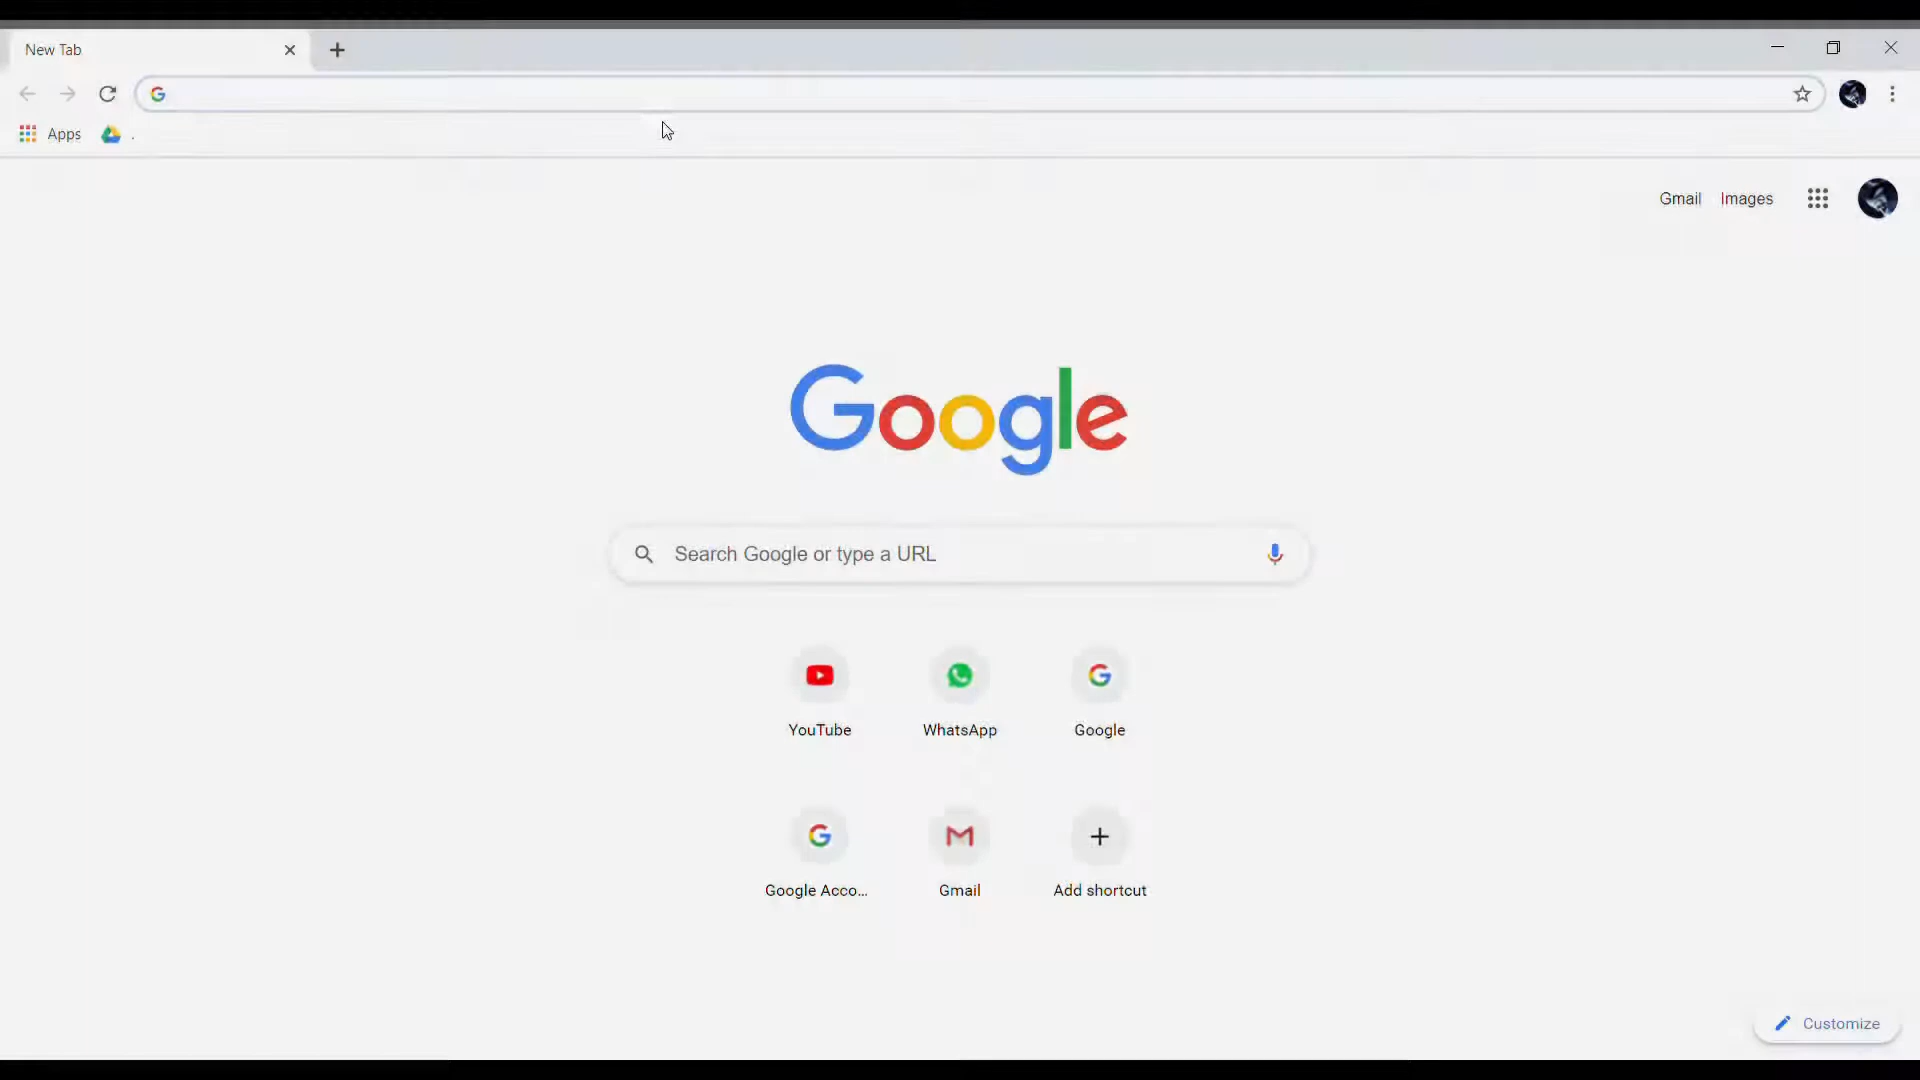 New Tab
Apps
.
Gmail Images
Google
Search Google or type a URL
YouTube WhatsApp Google
Google Acco... Gmail Add shortcut
Customize